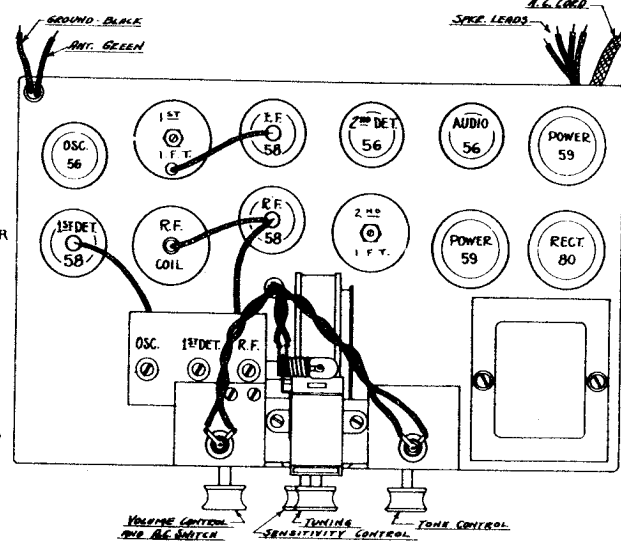 GROUND-BLACK
ANT. GREEN
SPKR. LEADS
A.C. CORD
OSC.
56
1ST
I.F.T.
I.F.
58
2ND DET.
56
AUDIO
56
POWER
59
1ST DET.
58
R.F.
COIL
R.F.
58
2ND
I.F.T.
POWER
59
RECT.
80
R
OSC.
1ST DET.
R.F.
VOLUME CONTROL
AND A.C. SWITCH
TUNING
SENSITIVITY CONTROL
TONE CONTROL